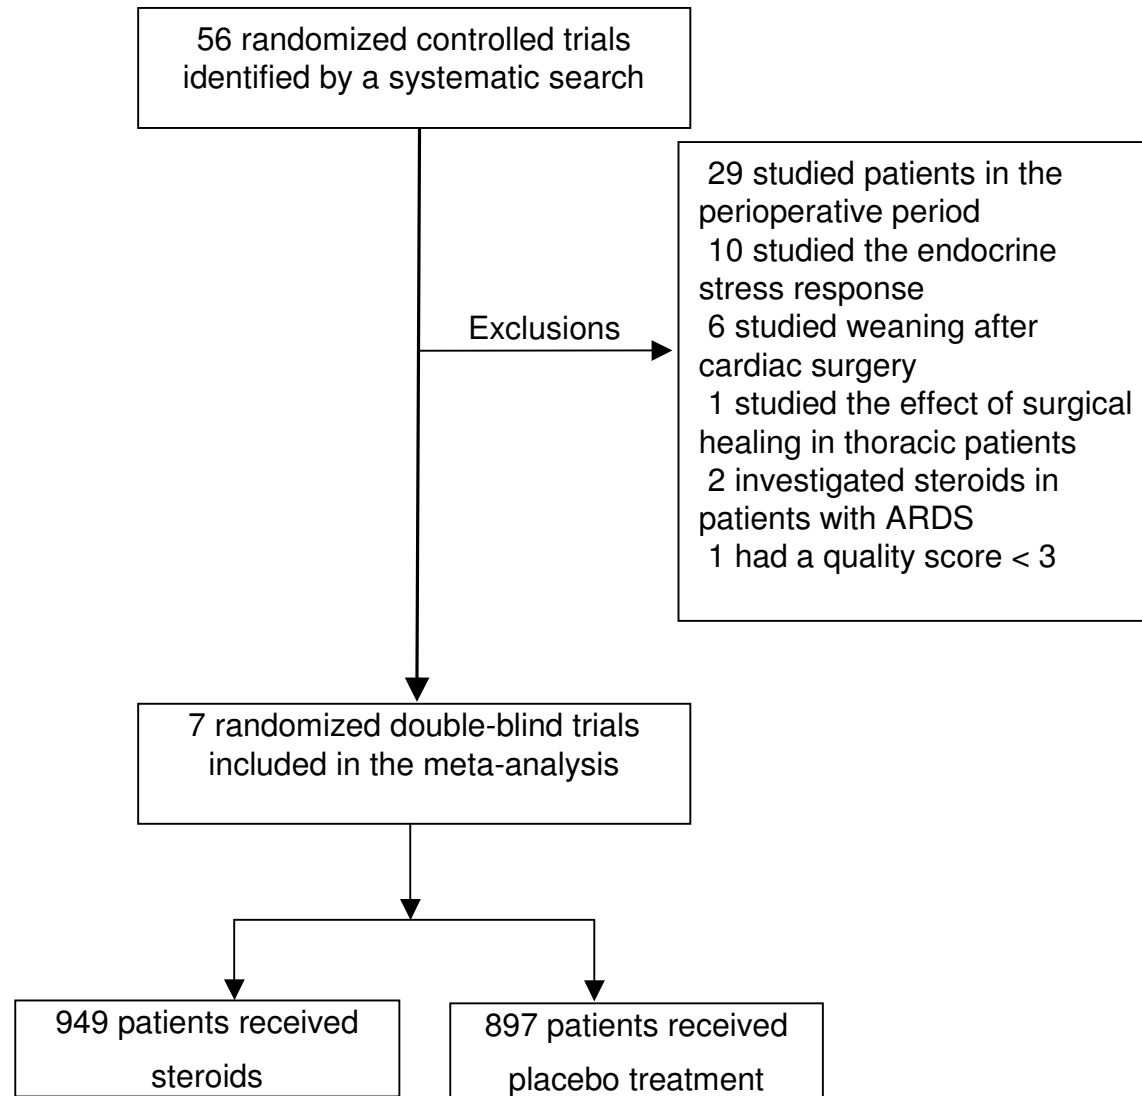 56 randomized controlled trials
identified by a systematic search
29 studied patients in the
perioperative period
10 studied the endocrine
stress response
6 studied weaning after
cardiac surgery
1 studied the effect of surgical
healing in thoracic patients
2 investigated steroids in
patients with ARDS
1 had a quality score < 3
Exclusions
7 randomized double-blind trials
included in the meta-analysis
949 patients received
steroids
897 patients received
placebo treatment